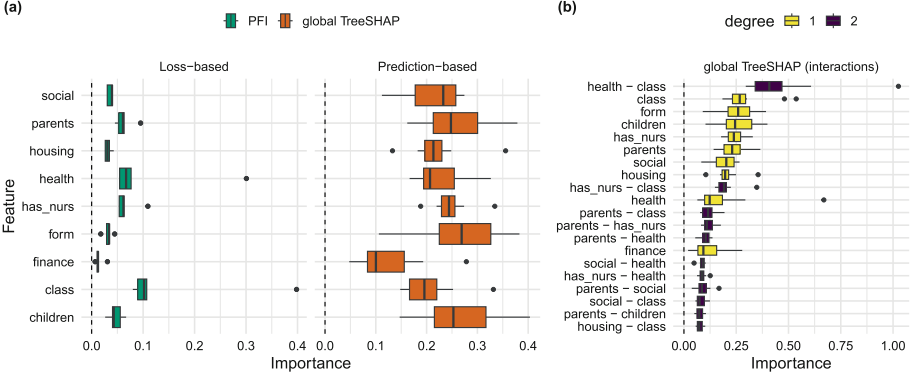 (a)
PFI global TreeSHAP
Loss−based
Prediction−based
Feature
social
parents
housing
health
has_nurs
form
finance
class
children
0.0 0.1 0.2 0.3 0.4
0.0 0.1 0.2 0.3 0.4
Importance
(b)
degree 1 2
global TreeSHAP (interactions)
health − class
class
form
children
has_nurs
parents
social
housing
has_nurs − class
health
parents − class
parents − has_nurs
parents − health
finance
social − health
has_nurs − health
parents − social
social − class
parents − children
housing − class
0.00 0.25 0.50 0.75 1.00
Importance